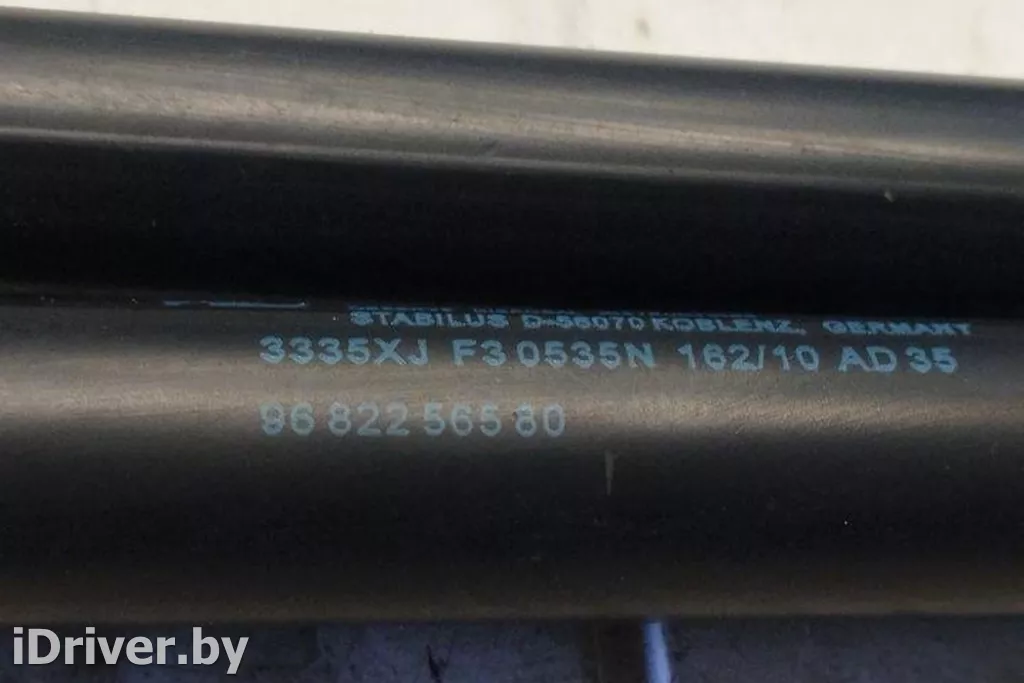 STABILUS D-56070 KOBLENZ, GERMANY
3335XJ F3 0535N 162/10 AD 35
96 822 565 80
iDriver.by